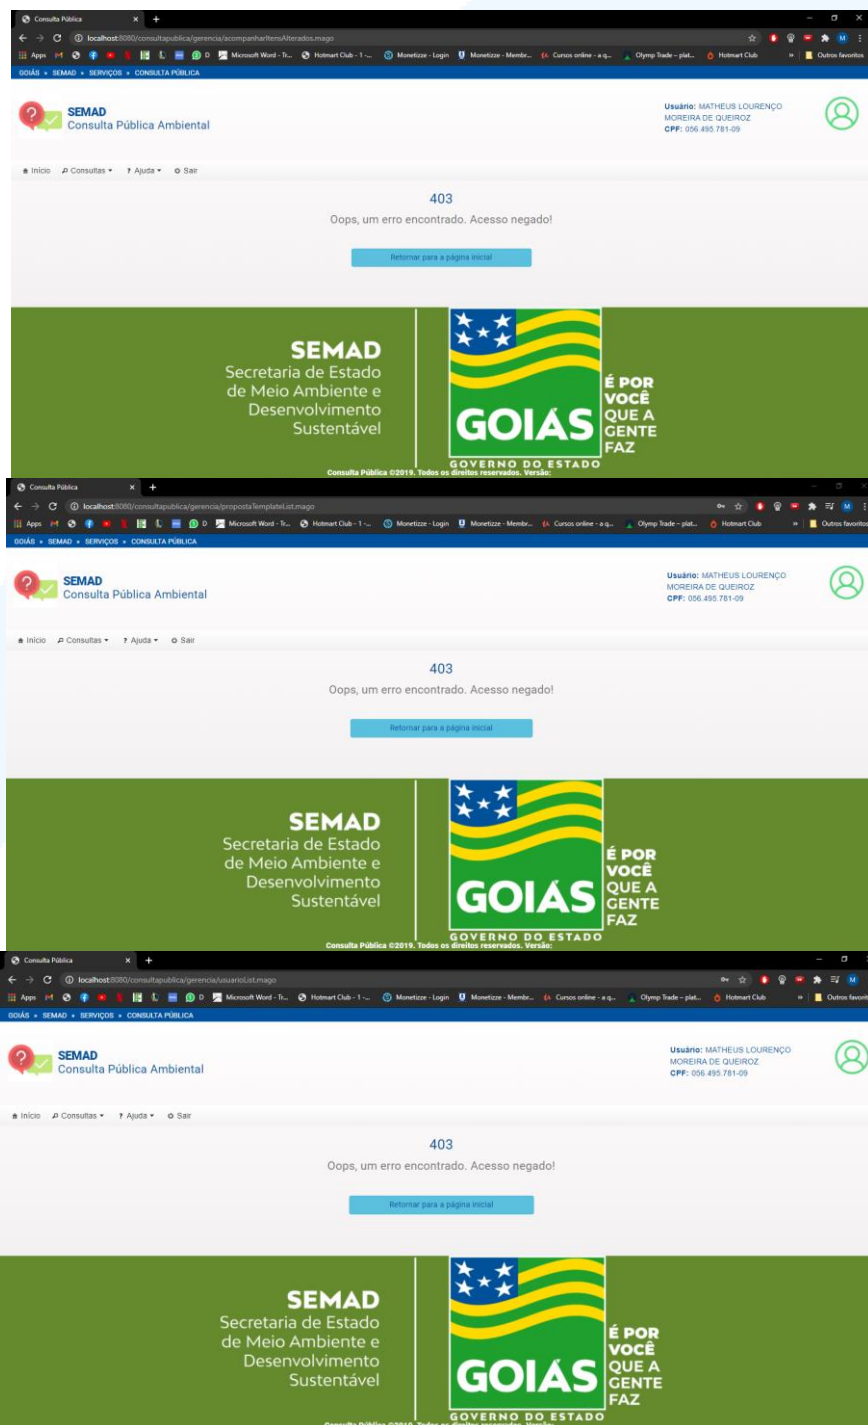 Consulta Pública
localhost:8080/consultapublica/gerencia/acompanharItensAlterados.mago
Apps D Microsoft Word - Tr... Hotmart Club - 1 -... Monetizze - Login Monetizze - Membr... Cursos online - a q... Olymp Trade – plat... Hotmart Club » Outros favoritos
GOIÁS » SEMAD » SERVIÇOS » CONSULTA PÚBLICA
SEMAD
Consulta Pública Ambiental
Usuário: MATHEUS LOURENÇO
MOREIRA DE QUEIROZ
CPF: 056.495.781-09
Início Consultas ? Ajuda Sair
403
Oops, um erro encontrado. Acesso negado!
Retornar para a página inicial
SEMAD
Secretaria de Estado
de Meio Ambiente e
Desenvolvimento
Sustentável
GOIÁS
GOVERNO DO ESTADO
É POR
VOCÊ
QUE A
GENTE
FAZ
Consulta Pública ©2019. Todos os direitos reservados. Versão:
Consulta Pública
localhost:8080/consultapublica/gerencia/propostaTemplateList.mago
Apps D Microsoft Word - Tr... Hotmart Club - 1 -... Monetizze - Login Monetizze - Membr... Cursos online - a q... Olymp Trade – plat... Hotmart Club » Outros favoritos
GOIÁS » SEMAD » SERVIÇOS » CONSULTA PÚBLICA
SEMAD
Consulta Pública Ambiental
Usuário: MATHEUS LOURENÇO
MOREIRA DE QUEIROZ
CPF: 056.495.781-09
Início Consultas ? Ajuda Sair
403
Oops, um erro encontrado. Acesso negado!
Retornar para a página inicial
SEMAD
Secretaria de Estado
de Meio Ambiente e
Desenvolvimento
Sustentável
GOIÁS
GOVERNO DO ESTADO
É POR
VOCÊ
QUE A
GENTE
FAZ
Consulta Pública ©2019. Todos os direitos reservados. Versão:
Consulta Pública
localhost:8080/consultapublica/gerencia/usuarioList.mago
Apps D Microsoft Word - Tr... Hotmart Club - 1 -... Monetizze - Login Monetizze - Membr... Cursos online - a q... Olymp Trade – plat... Hotmart Club » Outros favorit
GOIÁS » SEMAD » SERVIÇOS » CONSULTA PÚBLICA
SEMAD
Consulta Pública Ambiental
Usuário: MATHEUS LOURENÇO
MOREIRA DE QUEIROZ
CPF: 056.495.781-09
Início Consultas ? Ajuda Sair
403
Oops, um erro encontrado. Acesso negado!
Retornar para a página inicial
SEMAD
Secretaria de Estado
de Meio Ambiente e
Desenvolvimento
Sustentável
GOIÁS
GOVERNO DO ESTADO
É POR
VOCÊ
QUE A
GENTE
FAZ
Consulta Pública ©2019. Todos os direitos reservados. Versão: